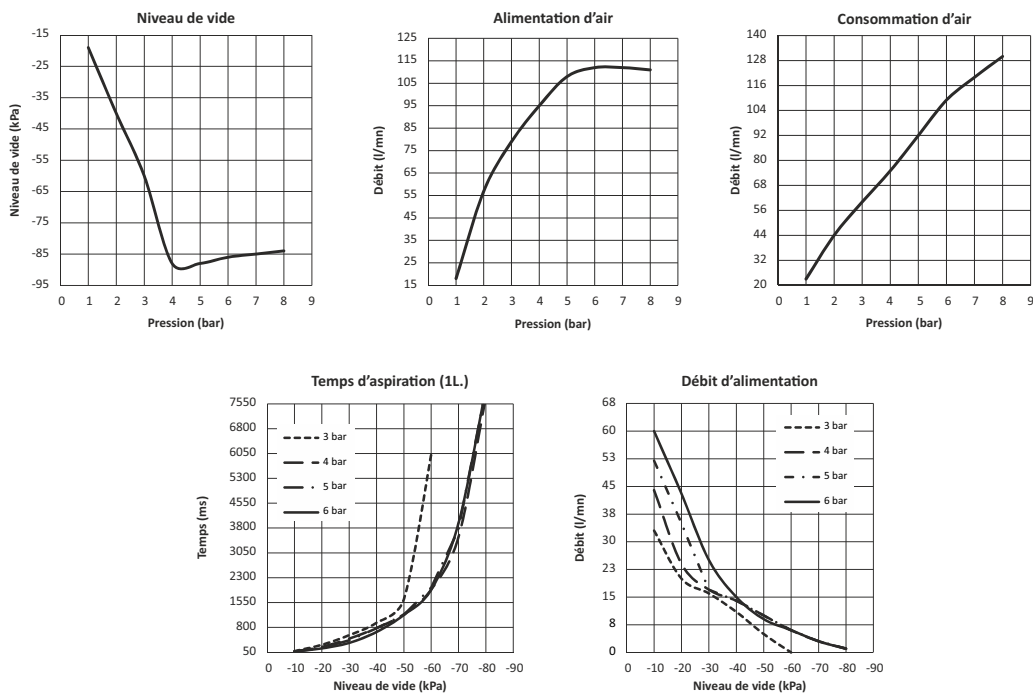 Niveau de vide
Niveau de vide (kPa)
-15
-25
-35
-45
-55
-65
-75
-85
-95
0 1 2 3 4 5 6 7 8 9
Pression (bar)
Alimentation d'air
Débit (l/mn)
125
115
105
95
85
75
65
55
45
35
25
15
0 1 2 3 4 5 6 7 8 9
Pression (bar)
Consommation d'air
Débit (l/mn)
140
128
116
104
92
80
68
56
44
32
20
0 1 2 3 4 5 6 7 8 9
Pression (bar)
Temps d'aspiration (1L.)
Temps (ms)
7550
6800
6050
5300
4550
3800
3050
2300
1550
800
50
3 bar
4 bar
5 bar
6 bar
0 -10 -20 -30 -40 -50 -60 -70 -80 -90
Niveau de vide (kPa)
Débit d'alimentation
Débit (l/mn)
68
60
53
45
38
30
23
15
8
0
3 bar
4 bar
5 bar
6 bar
0 -10 -20 -30 -40 -50 -60 -70 -80 -90
Niveau de vide (kPa)